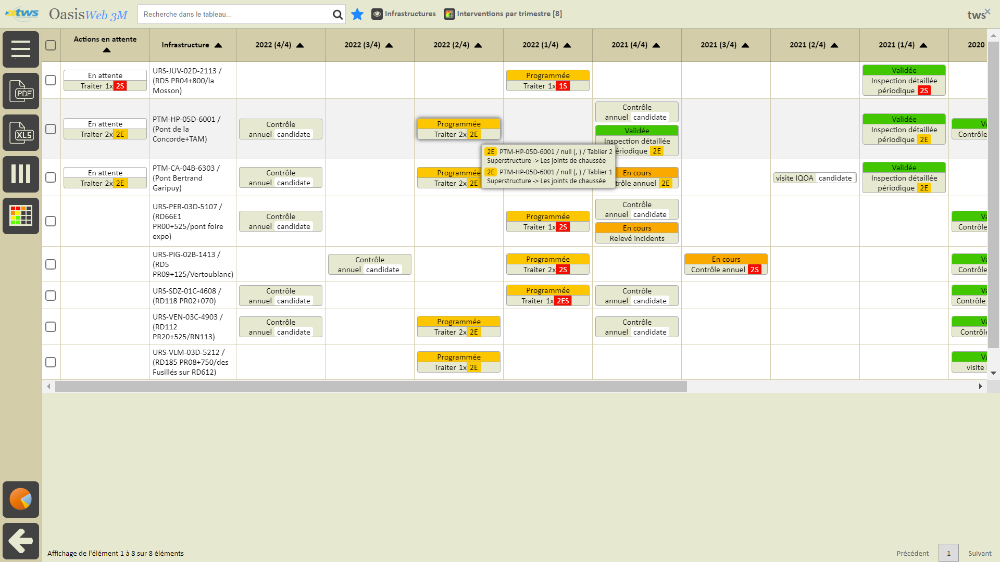 tws
OasisWeb 3M
Recherche dans le tableau...
Infrastructures
Interventions par trimestre [8]
tws
PDF
XLS
Actions en attente
Infrastructure
2022 (4/4)
2022 (3/4)
2022 (2/4)
2022 (1/4)
2021 (4/4)
2021 (3/4)
2021 (2/4)
2021 (1/4)
2020
En attente
Traiter 1x 2S
URS-JUV-02D-2113 /
(RD5 PR04+800/la
Mosson)
Programmée
Traiter 1x 1S
Validée
Inspection détaillée
périodique 2S
En attente
Traiter 2x 2E
PTM-HP-05D-6001 /
(Pont de la
Concorde+TAM)
Contrôle
annuel candidate
Programmée
Traiter 2x 2E
Contrôle
annuel candidate
Validée
Inspection détaillée
ériodique 2E
Validée
Inspection détaillée
périodique 2E
Va
Contrôle
2E PTM-HP-05D-6001 / null (, ) / Tablier 2
Superstructure -> Les joints de chaussée
2E PTM-HP-05D-6001 / null (, ) / Tablier 1
Superstructure -> Les joints de chaussée
En attente
Traiter 2x 2E
PTM-CA-04B-6303 /
(Pont Bertrand
Garipuy)
Contrôle
annuel candidate
Programmée
Traiter 2x 2E
En cours
trôle annuel 2E
visite IQOA candidate
Validée
Inspection détaillée
périodique 2E
URS-PER-03D-5107 /
(RD66E1
PR00+525/pont foire
expo)
Contrôle
annuel candidate
Programmée
Traiter 1x 2S
Contrôle
annuel candidate
En cours
Relevé incidents
Va
Contrôle
URS-PIG-02B-1413 /
(RD5
PR09+125/Vertoublanc)
Contrôle
annuel candidate
Programmée
Traiter 2x 2S
En cours
Contrôle annuel 2S
Va
Contrôle
URS-SDZ-01C-4608 /
(RD118 PR02+070)
Contrôle
annuel candidate
Programmée
Traiter 1x 2ES
Contrôle
annuel candidate
Va
Contrôle
URS-VEN-03C-4903 /
(RD112
PR20+525/RN113)
Contrôle
annuel candidate
Programmée
Traiter 2x 2E
Contrôle
annuel candidate
Va
Contrôle
URS-VLM-03D-5212 /
(RD185 PR08+750/des
Fusillés sur RD612)
Programmée
Traiter 1x 2E
Va
visite
Affichage de l'élément 1 à 8 sur 8 éléments
Précédent
1
Suivant